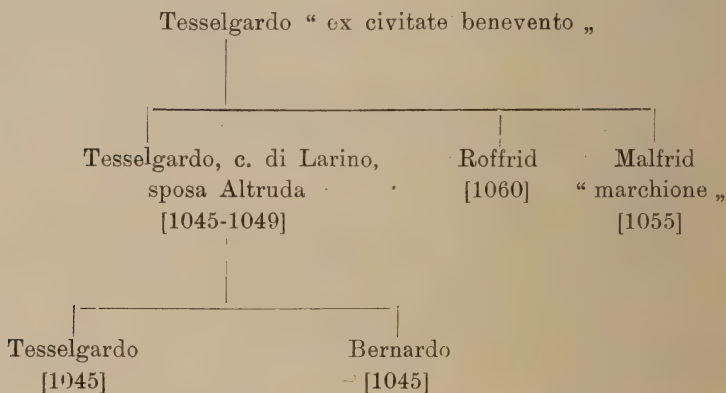 Tesselgardo “ ex civitate benevento „
Tesselgardo, c. di Larino,
sposa Altruda
[1045-1049]
Roffrid
[1060]
Malfrid
“ marchione „
[1055]
Tesselgardo
[1045]
Bernardo
[1045]